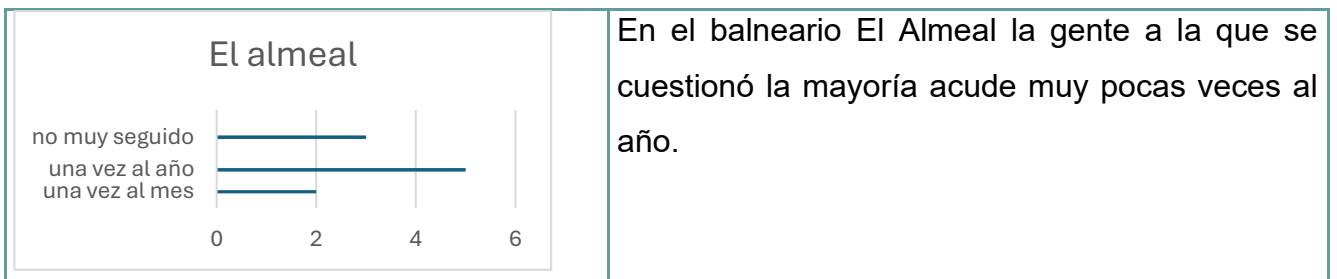 El almeal
no muy seguido
una vez al año
una vez al mes
0 2 4 6
En el balneario El Almeal la gente a la que se
cuestionó la mayoría acude muy pocas veces al
año.